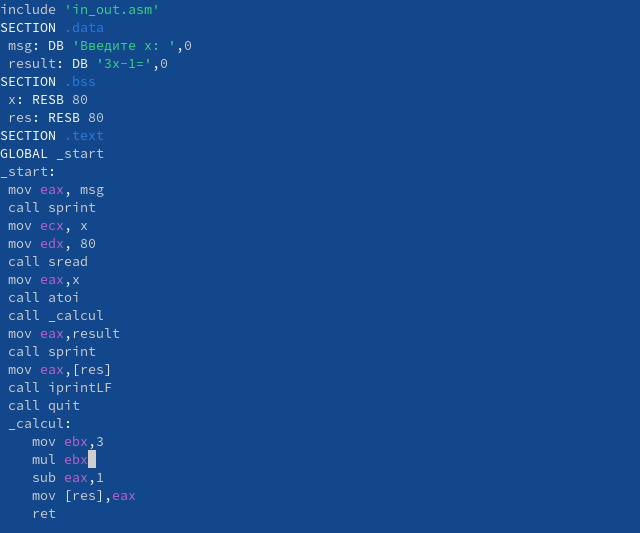 include 'in_out.asm'
SECTION .data
 msg: DB 'Введите x: ',0
 result: DB '3x-1=',0
SECTION .bss
 x: RESB 80
 res: RESB 80
SECTION .text
GLOBAL _start
_start:
 mov eax, msg
 call sprint
 mov ecx, x
 mov edx, 80
 call sread
 mov eax,x
 call atoi
 call _calcul
 mov eax,result
 call sprint
 mov eax,[res]
 call iprintLF
 call quit
 _calcul:
    mov ebx,3
    mul ebx
    sub eax,1
    mov [res],eax
    ret